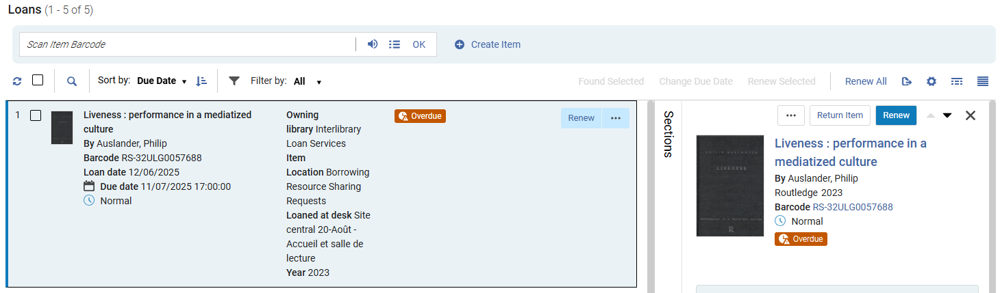 Loans (1 - 5 of 5)
Scan Item Barcode
OK
Create Item
Sort by: Due Date
Filter by: All
Found Selected
Change Due Date
Renew Selected
Renew All
1
Liveness : performance in a mediatized
culture
By Auslander, Philip
Barcode RS-32ULG0057688
Loan date 12/06/2025
Due date 11/07/2025 17:00:00
Normal
Owning
library Interlibrary
Loan Services
Item
Location Borrowing
Resource Sharing
Requests
Loaned at desk Site
central 20-Août -
Accueil et salle de
lecture
Year 2023
Overdue
Renew
Sections
Return Item
Renew
PHILIP AUSLANDER
LIVENESS
R
Liveness : performance in a
mediatized culture
By Auslander, Philip
Routledge 2023
Barcode RS-32ULG0057688
Normal
Overdue